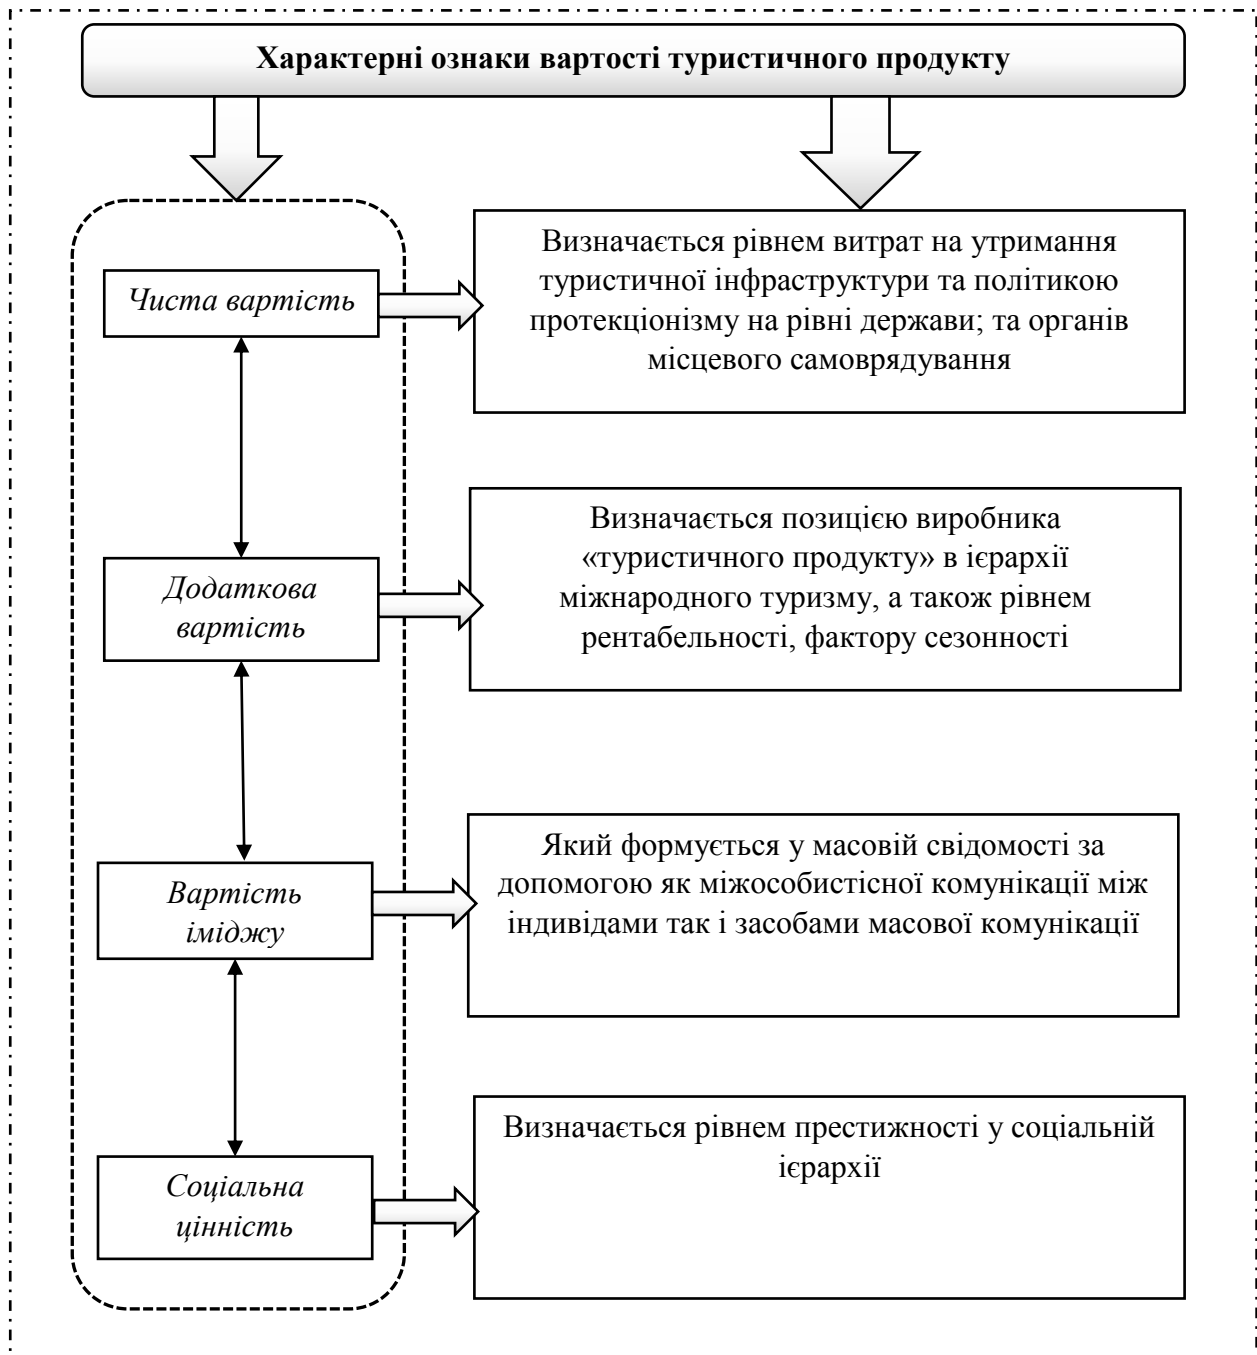 Характерні ознаки вартості туристичного продукту
Чиста вартість
Визначається рівнем витрат на утримання
туристичної інфраструктури та політикою
протекціонізму на рівні держави; та органів
місцевого самоврядування
Додаткова
вартість
Визначається позицією виробника
«туристичного продукту» в ієрархії
міжнародного туризму, а також рівнем
рентабельності, фактору сезонності
Вартість
іміджу
Який формується у масовій свідомості за
допомогою як міжособистісної комунікації між
індивідами так і засобами масової комунікації
Соціальна
цінність
Визначається рівнем престижності у соціальній
ієрархії